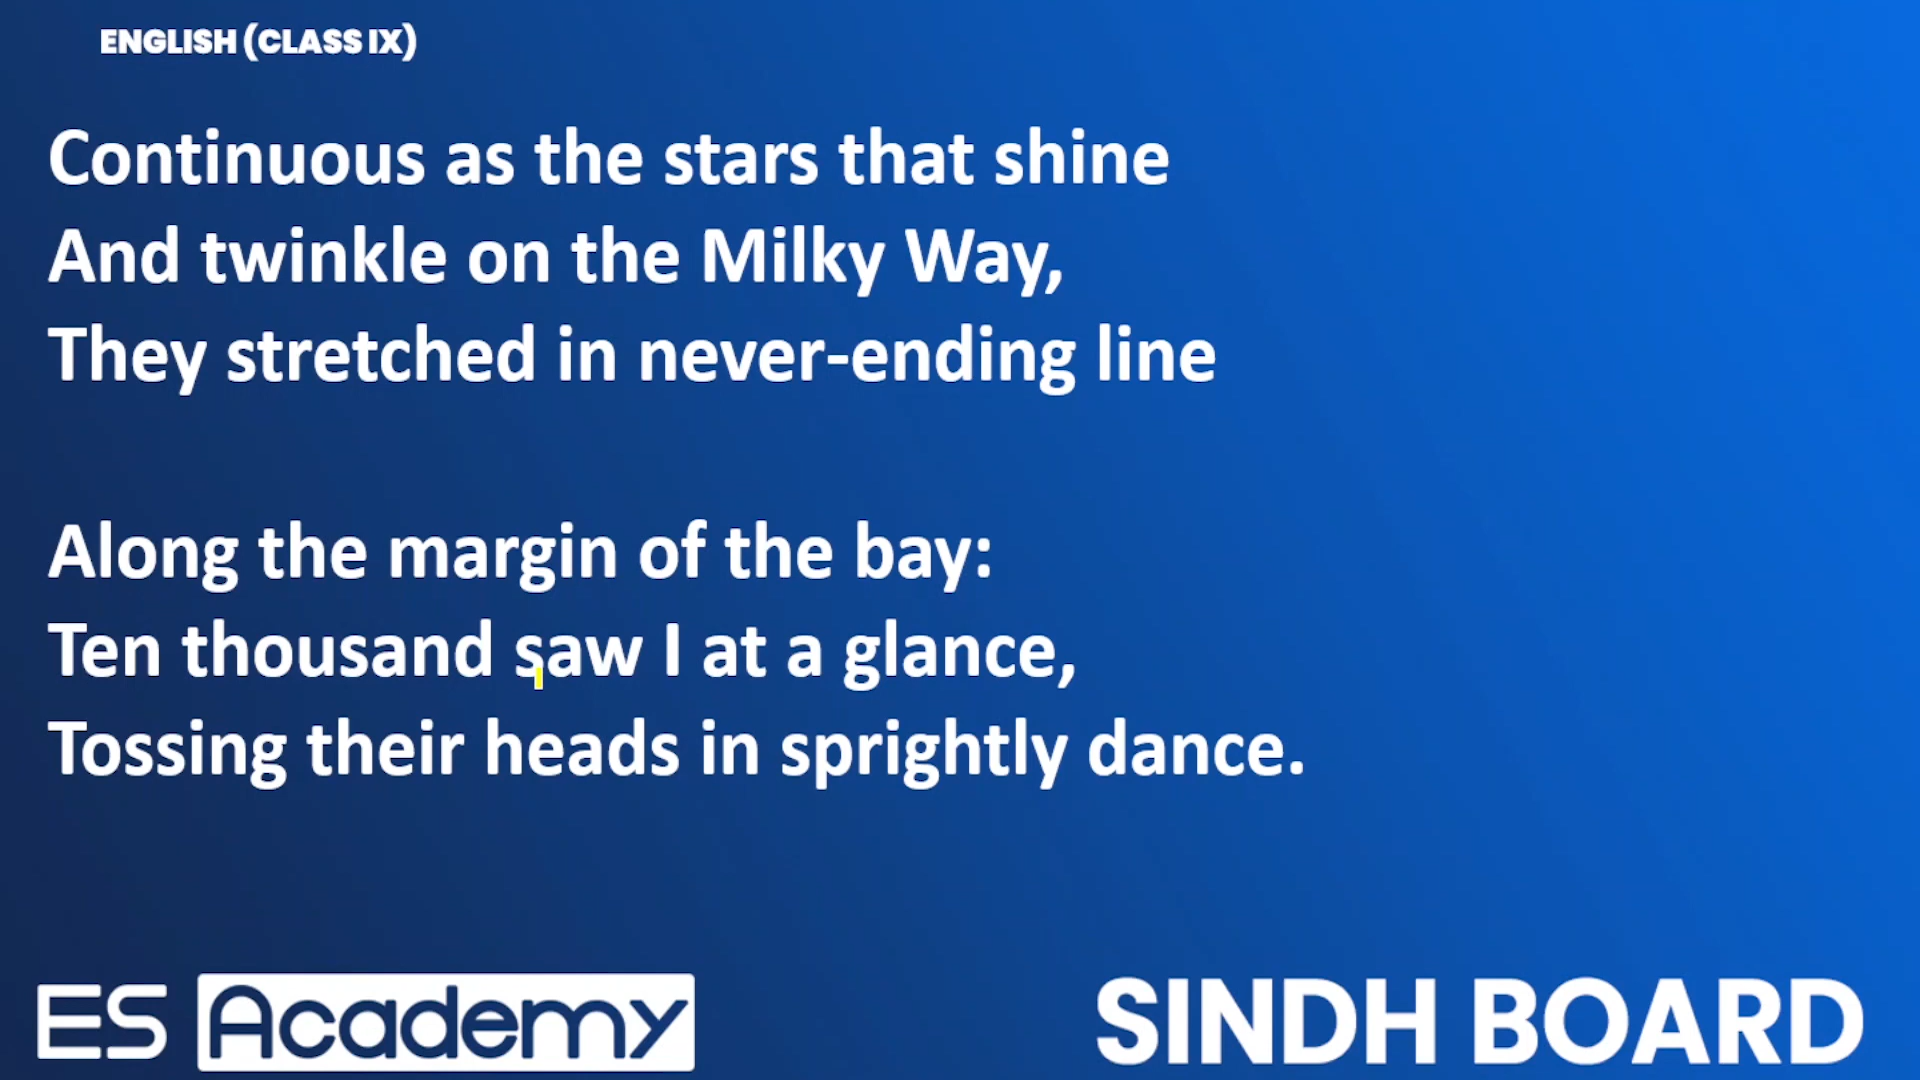 ENGLISH (CLASS IX)
Continuous as the stars that shine
And twinkle on the Milky Way,
They stretched in never-ending line
Along the margin of the bay:
Ten thousand saw I at a glance,
Tossing their heads in sprightly dance.
ES Academy
SINDH BOARD